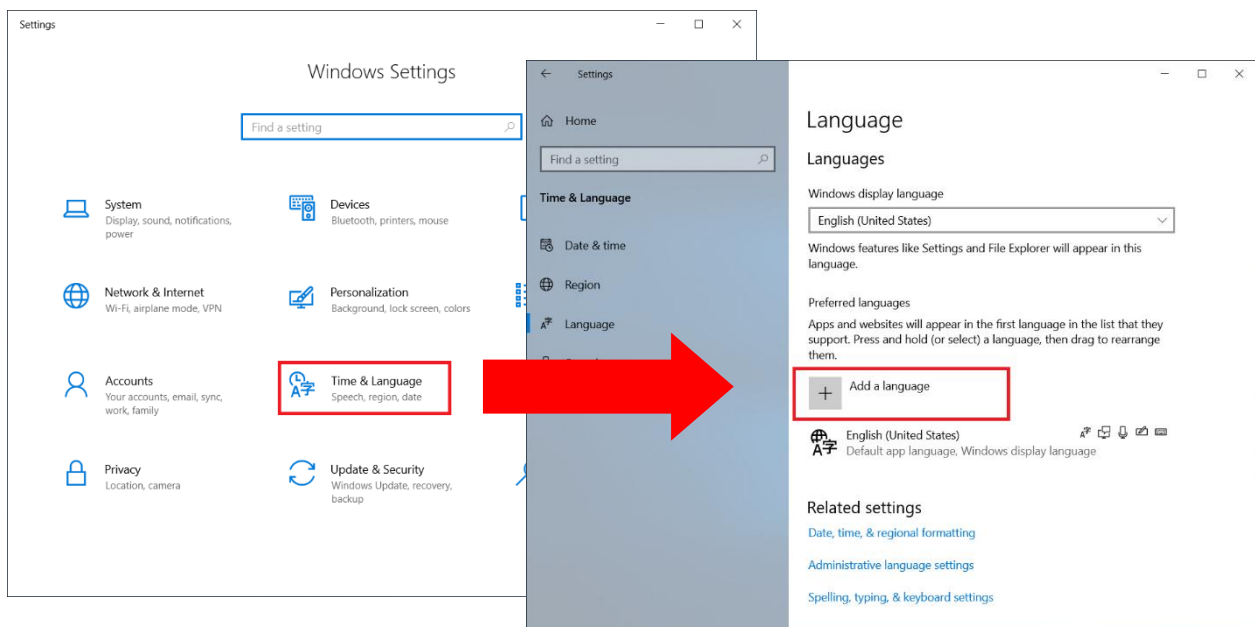 Settings
Windows Settings
Find a setting
System
Display, sound, notifications,
power
Devices
Bluetooth, printers, mouse
Network & Internet
Wi-Fi, airplane mode, VPN
Personalization
Background, lock screen, colors
Accounts
Your accounts, email, sync,
work, family
Time & Language
Speech, region, date
Privacy
Location, camera
Update & Security
Windows Update, recovery,
backup
Settings
Home
Find a setting
Time & Language
Date & time
Region
Language
Language
Languages
Windows display language
English (United States)
Windows features like Settings and File Explorer will appear in this
language.
Preferred languages
Apps and websites will appear in the first language in the list that they
support. Press and hold (or select) a language, then drag to rearrange
them.
Add a language
English (United States)
Default app language, Windows display language
Related settings
Date, time, & regional formatting
Administrative language settings
Spelling, typing, & keyboard settings